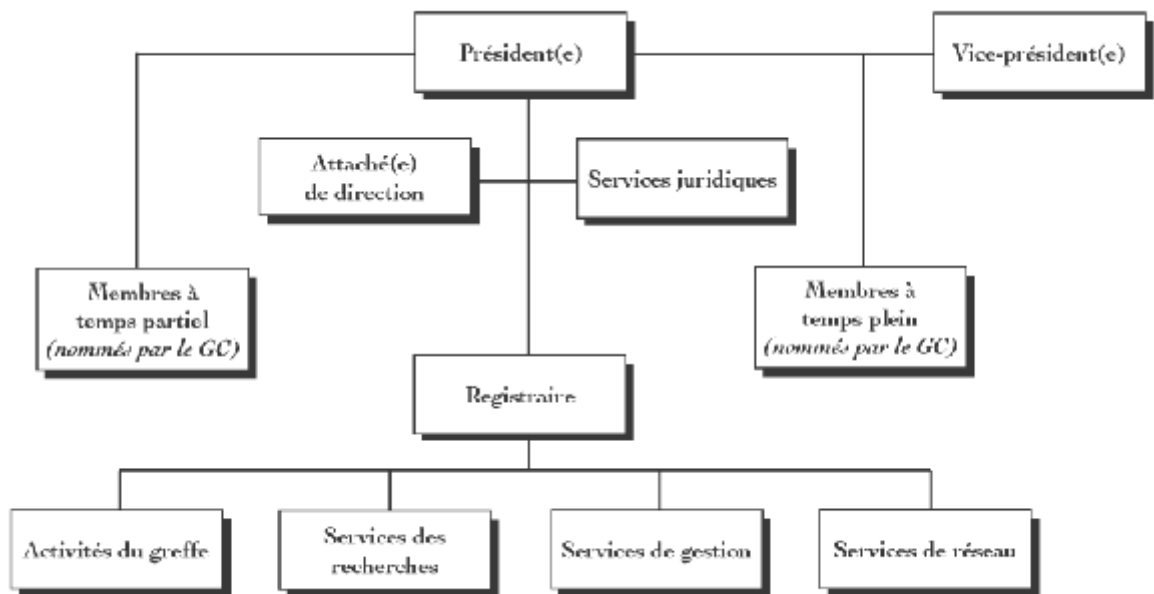 Président(e)
Vice-président(e)
Attaché(e)
de direction
Services juridiques
Membres à
temps partiel
(nommés par le GC)
Membres à
temps plein
(nommés par le GC)
Registraire
Activités du greffe
Services des
recherches
Services de gestion
Services de réseau